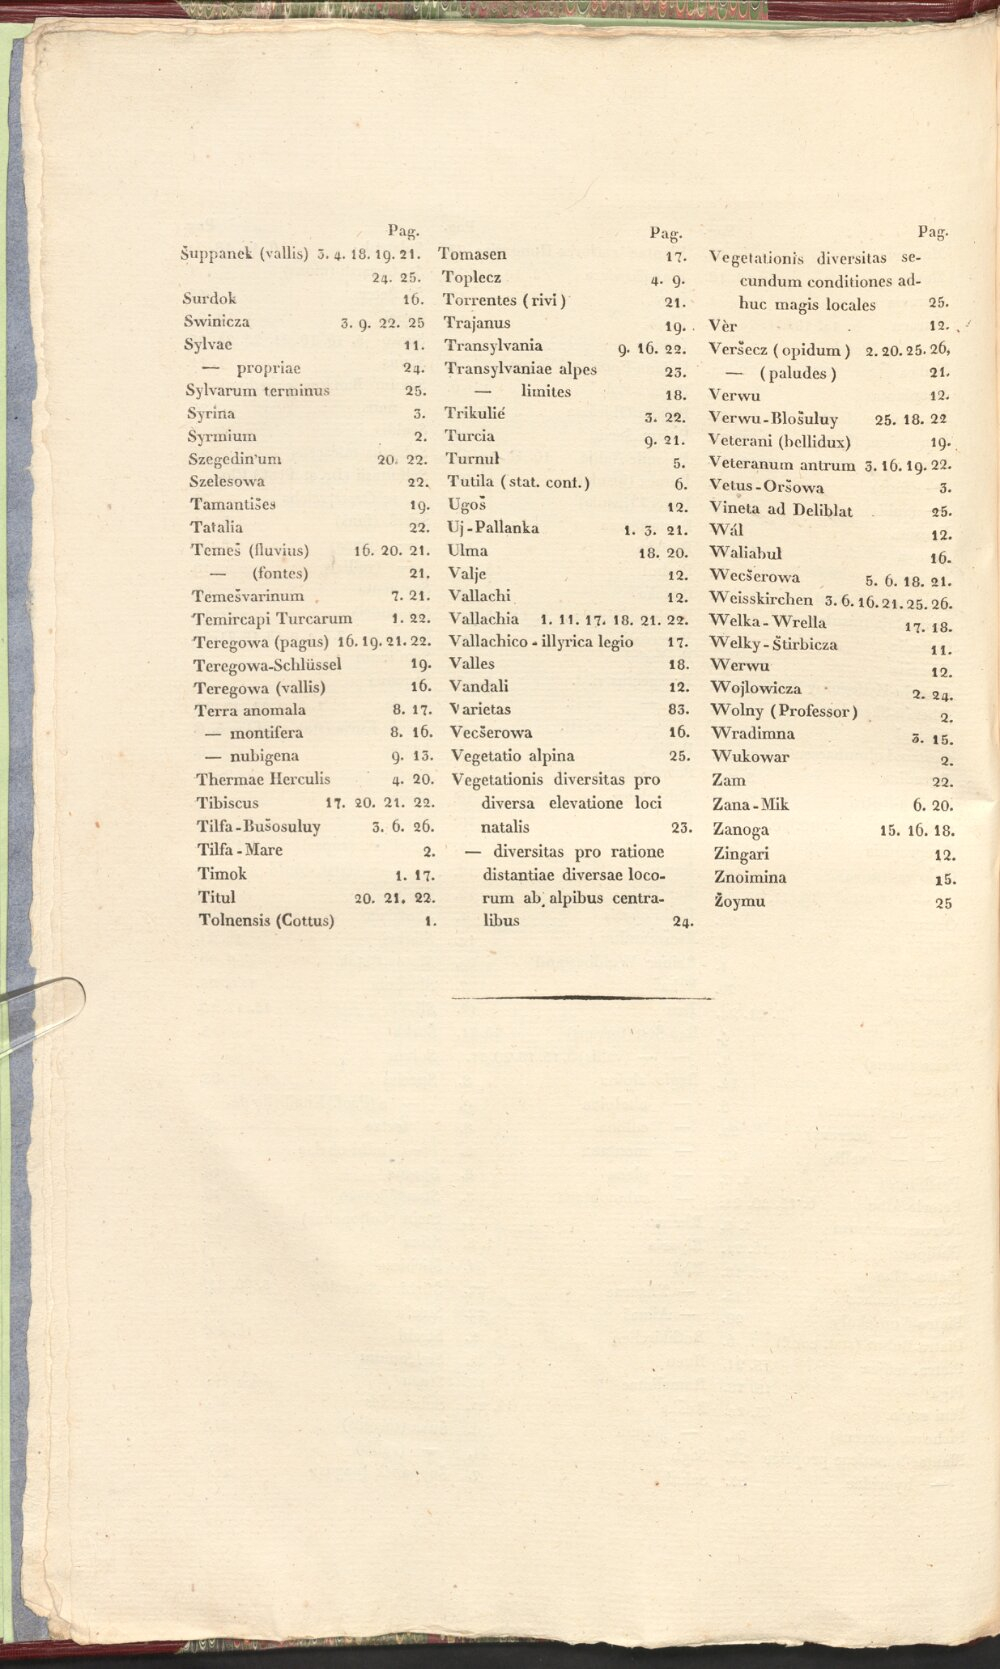 Pag.
Šuppanek (vallis) 3. 4. 18. 19. 21.
24. 25.
Surdok 16.
Swinicza 3. 9. 22. 25
Sylvae 11.
— propriae 24.
Sylvarum terminus 25.
Syrina 3.
Syrmium 2.
Szegedinum 20. 22.
Szelesowa 22.
Tamantišes 19.
Tatalia 22.
Temeš (fluvius) 16. 20. 21.
— (fontes) 21.
Temešvarinum 7. 21.
Temircapi Turcarum 1. 22.
Teregowa (pagus) 16. 19. 21. 22.
Teregowa-Schlüssel 19.
Teregowa (vallis) 16.
Terra anomala 8. 17.
— montifera 8. 16.
— nubigena 9. 13.
Thermae Herculis 4. 20.
Tibiscus 17. 20. 21. 22.
Tilfa-Bušosuluy 3. 6. 26.
Tilfa-Mare 2.
Timok 1. 17.
Titul 20. 21. 22.
Tolnensis (Cottus) 1.
Pag.
Tomasen 17.
Toplecz 4. 9.
Torrentes (rivi) 21.
Trajanus 19.
Transylvania 9. 16. 22.
Transylvaniae alpes 23.
— limites 18.
Trikulié 3. 22.
Turcia 9. 21.
Turnul 5.
Tutila (stat. cont.) 6.
Ugoš 12.
Uj-Pallanka 1. 3. 21.
Ulma 18. 20.
Valje 12.
Vallachi 12.
Vallachia 1. 11. 17. 18. 21. 22.
Vallachico-illyrica legio 17.
Valles 18.
Vandali 12.
Varietas 83.
Vecšerowa 16.
Vegetatio alpina 25.
Vegetationis diversitas pro
diversa elevatione loci
natalis 23.
— diversitas pro ratione
distantiae diversae loco-
rum ab alpibus centra-
libus 24.
Pag.
Vegetationis diversitas se-
cundum conditiones ad-
huc magis locales 25.
Vèr 12.
Veršecz (opidum) 2. 20. 25. 26,
— (paludes) 21.
Verwu 12.
Verwu-Blošuluy 25. 18. 22
Veterani (bellidux) 19.
Veteranum antrum 3. 16. 19. 22.
Vetus-Oršowa 3.
Vineta ad Deliblat 25.
Wál 12.
Waliabul 16.
Wecšerowa 5. 6. 18. 21.
Weisskirchen 3. 6. 16. 21. 25. 26.
Welka-Wrella 17. 18.
Welky-Štirbicza 11.
Werwu 12.
Wojlowicza 2. 24.
Wolny (Professor) 2.
Wradimna 3. 15.
Wukowar 2.
Zam 22.
Zana-Mik 6. 20.
Zanoga 15. 16. 18.
Zingari 12.
Znoimina 15.
Žoymu 25